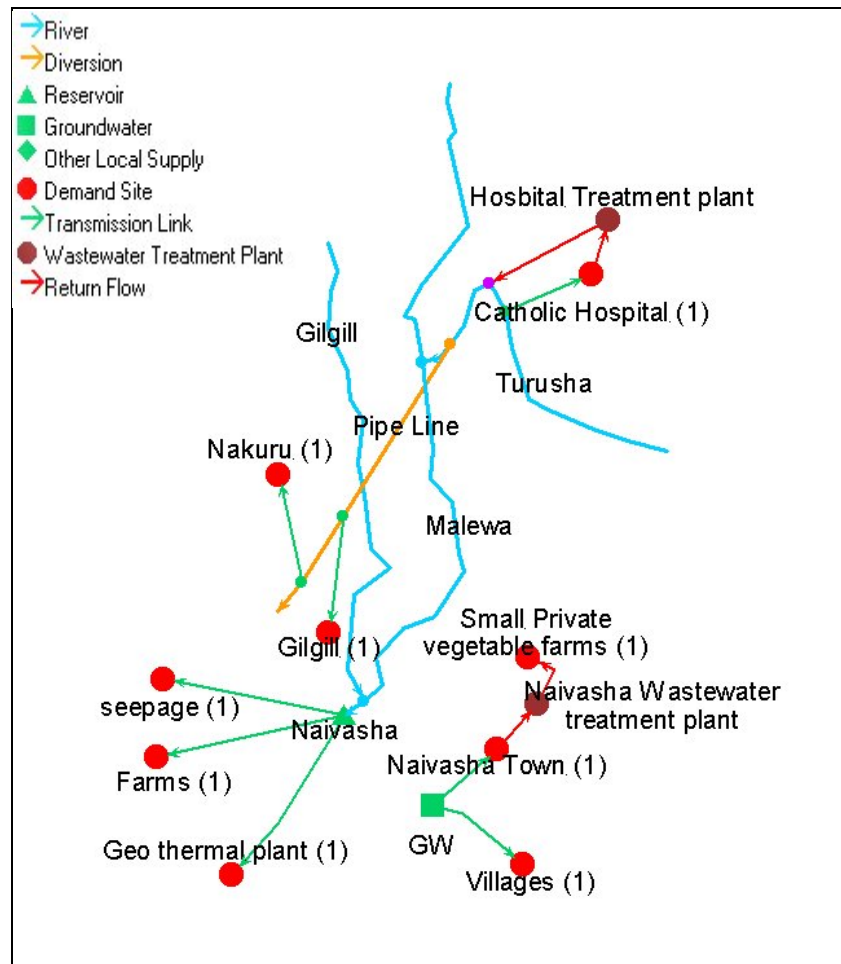 River
Diversion
Reservoir
Groundwater
Other Local Supply
Demand Site
Transmission Link
Wastewater Treatment Plant
Return Flow
Hosbital Treatment plant
Catholic Hospital (1)
Gilgill
Turusha
Pipe Line
Nakuru (1)
Malewa
Small Private
vegetable farms (1)
Gilgill (1)
Naivasha Wastewater
treatment plant
seepage (1)
Naivasha
Naivasha Town (1)
Farms (1)
GW
Geo thermal plant (1)
Villages (1)